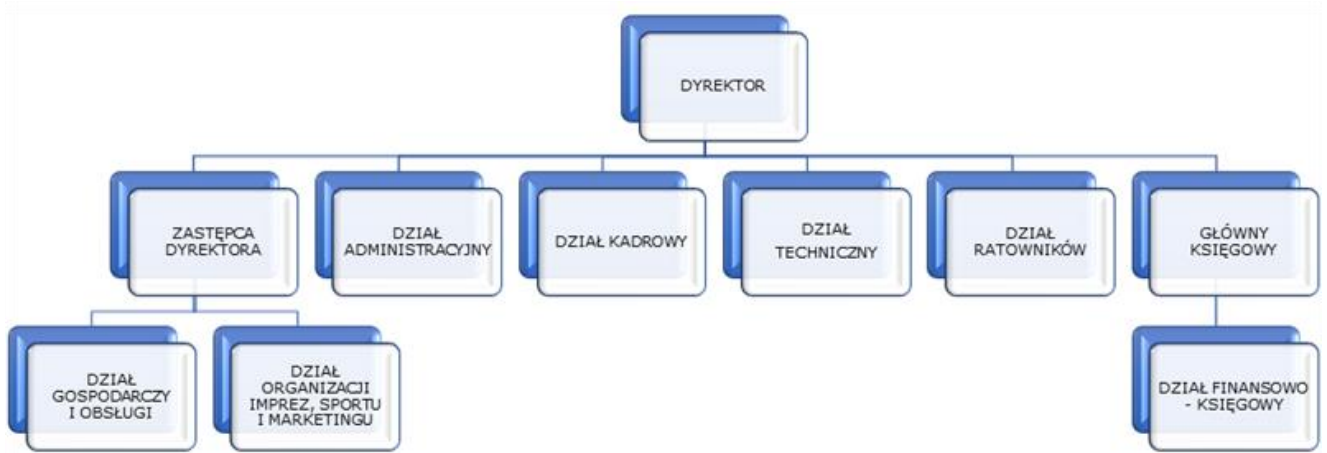 DYREKTOR
ZASTĘPCA
DYREKTORA
DZIAŁ
ADMINISTRACYJNY
DZIAŁ KADROWY
DZIAŁ
TECHNICZNY
DZIAŁ
RATOWNIKÓW
GŁÓWNY
KSIĘGOWY
DZIAŁ
GOSPODARCZY
I OBSŁUGI
DZIAŁ
ORGANIZACJI
IMPREZ, SPORTU
I MARKETINGU
DZIAŁ FINANSOWO
- KSIĘGOWY